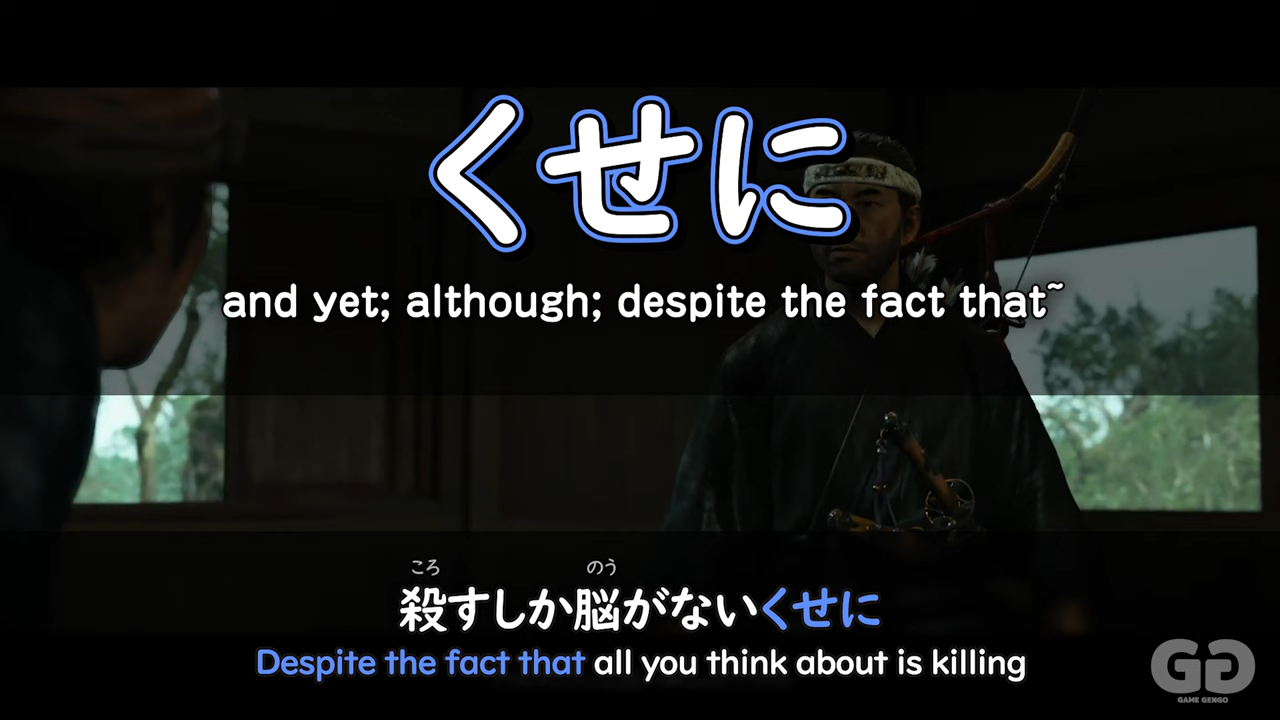 くせに
and yet; although; despite the fact that~
ころ のう
殺すしか脳がないくせに
Despite the fact that all you think about is killing
GG
GAME GENGO